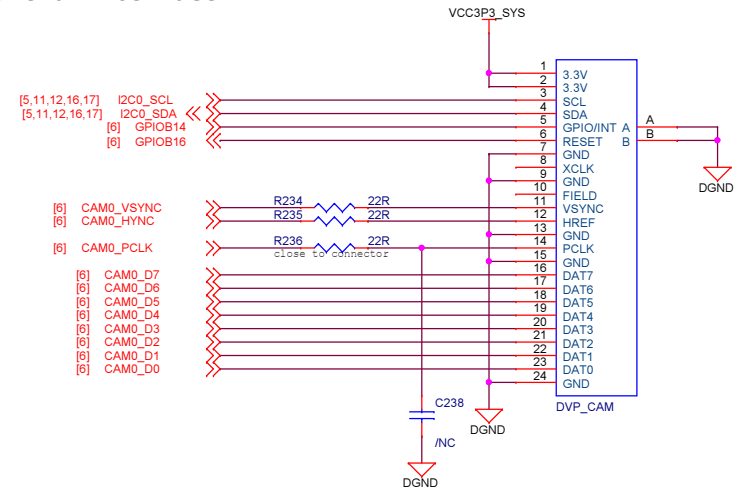 VCC3P3_SYS
1 3.3V
2 3.3V
[5,11,12,16,17] I2C0_SCL 3 SCL
[5,11,12,16,17] I2C0_SDA 4 SDA
[6] GPIOB14 5 GPIO/INT A A
[6] GPIOB16 6 RESET B B
7 GND
8 XCLK
9 GND
DGND
10 FIELD
[6] CAM0_VSYNC R234 22R 11 VSYNC
[6] CAM0_HYNC R235 22R 12 HREF
13 GND
[6] CAM0_PCLK R236 22R 14 PCLK
close to connector
15 GND
[6] CAM0_D7 16 DAT7
[6] CAM0_D6 17 DAT6
[6] CAM0_D5 18 DAT5
[6] CAM0_D4 19 DAT4
[6] CAM0_D3 20 DAT3
[6] CAM0_D2 21 DAT2
[6] CAM0_D1 22 DAT1
[6] CAM0_D0 23 DAT0
24 GND
C238
DVP_CAM
DGND
/NC
DGND